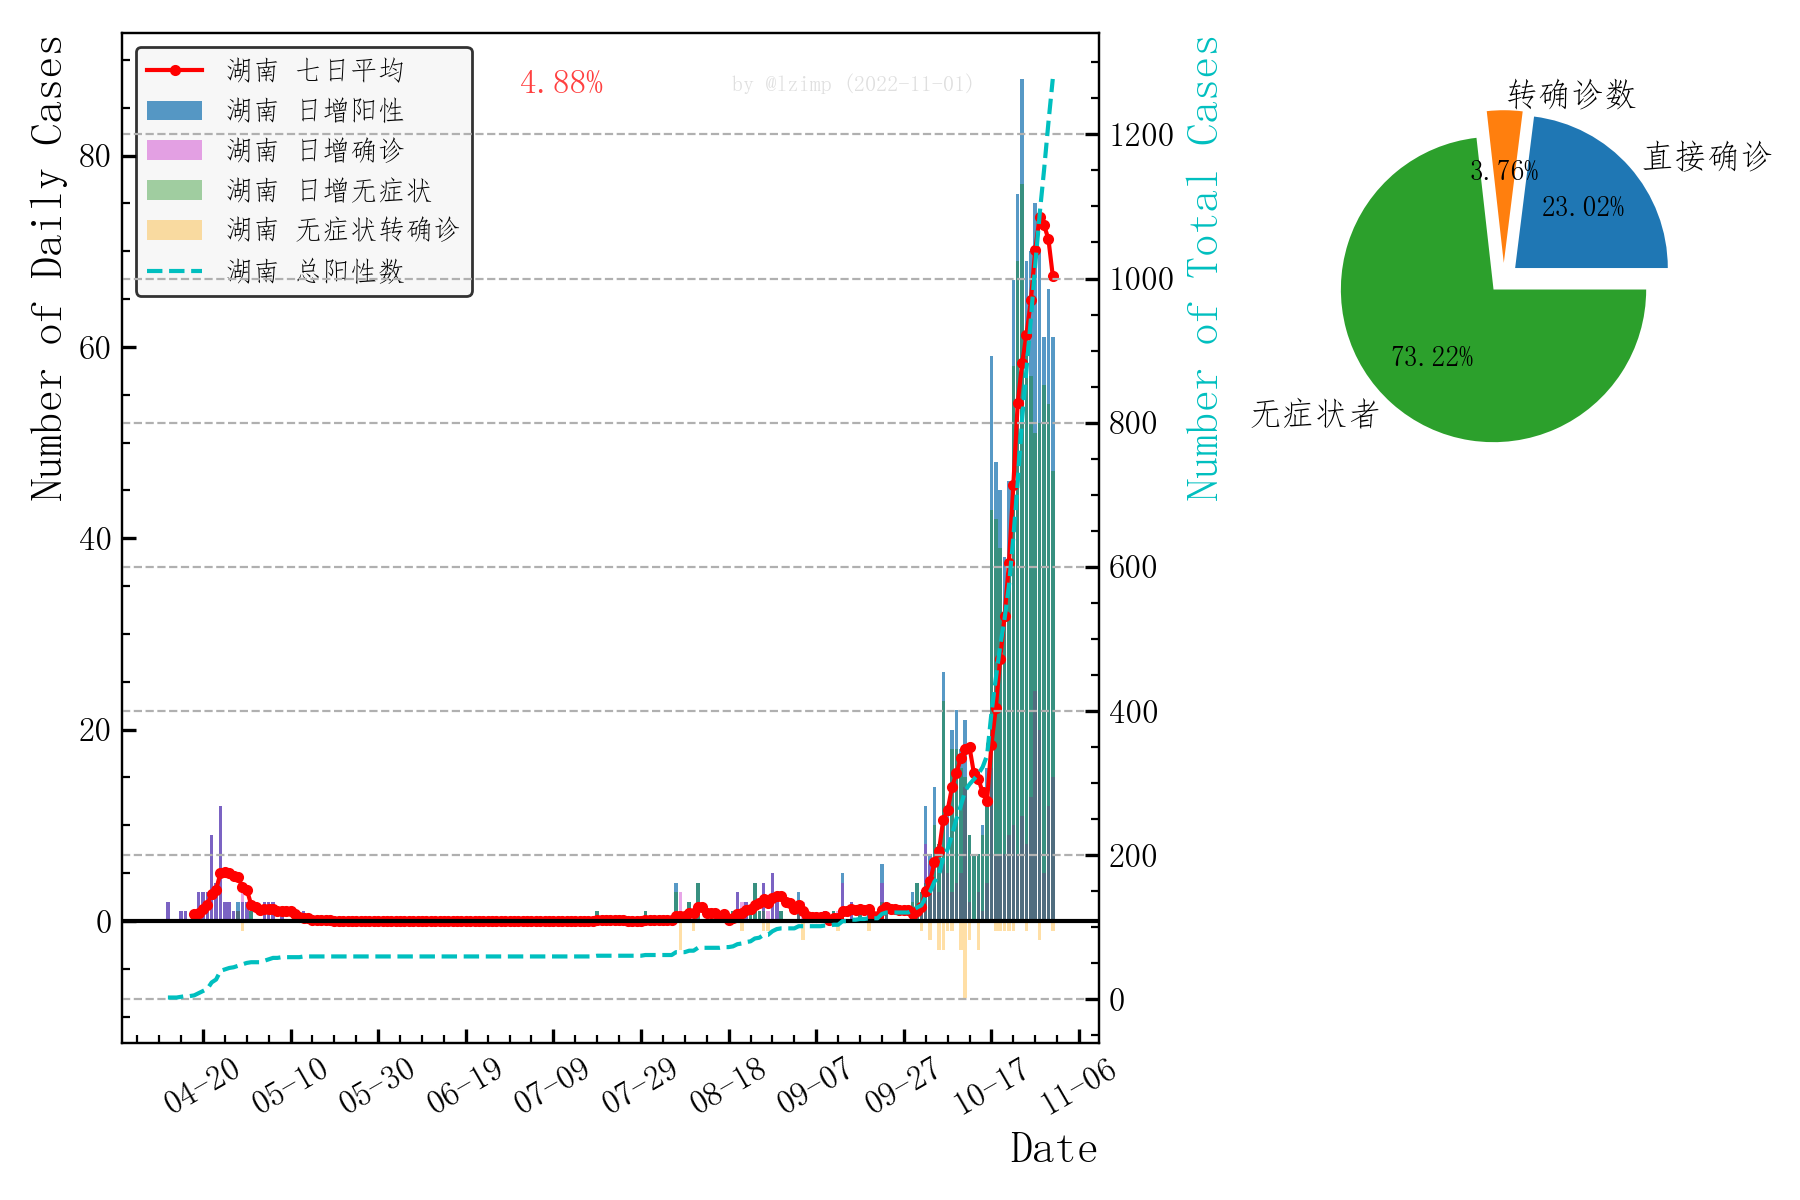 Number of Daily Cases
80
60
40
20
0
湖南 七日平均
湖南 日增阳性
湖南 日增确诊
湖南 日增无症状
湖南 无症状转确诊
湖南 总阳性数
4.88%
by @lzimp (2022-11-01)
1200
1000
800
600
400
200
0
Number of Total Cases
04-20
05-10
05-30
06-19
07-09
07-29
08-18
09-07
09-27
10-17
11-06
Date
转确诊数
直接确诊
3.76%
23.02%
73.22%
无症状者